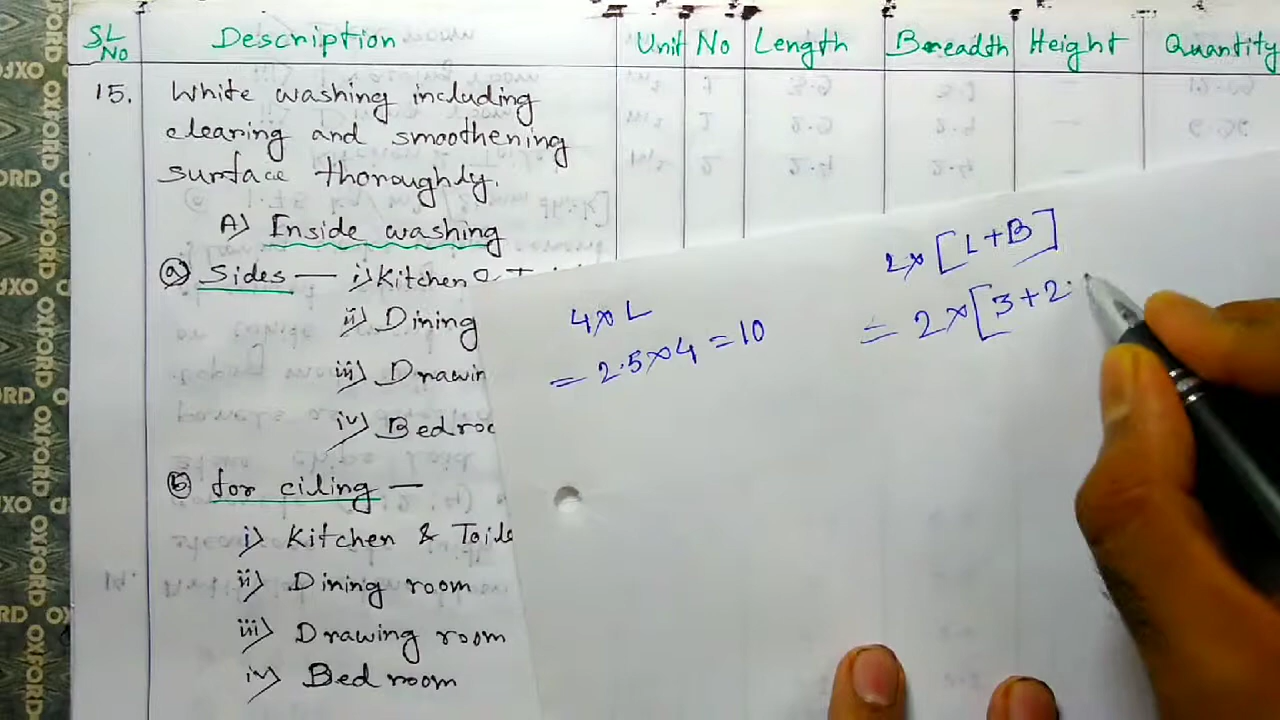 SL No Description Unit No Length Breadth Height Quantity
15. White washing including
clearing and smoothening
surface thoroughly.
A) Inside washing
a) Sides — i) Kitchen &
ii) Dining
iii) Drawin
iv) Bedroo
b) for ciling —
i) Kitchen & Toile
ii) Dining room
iii) Drawing room
iv) Bed room
4 × L
= 2.5 × 4 = 10
2 × [L + B]
= 2 × [3 + 2.
OXFORD